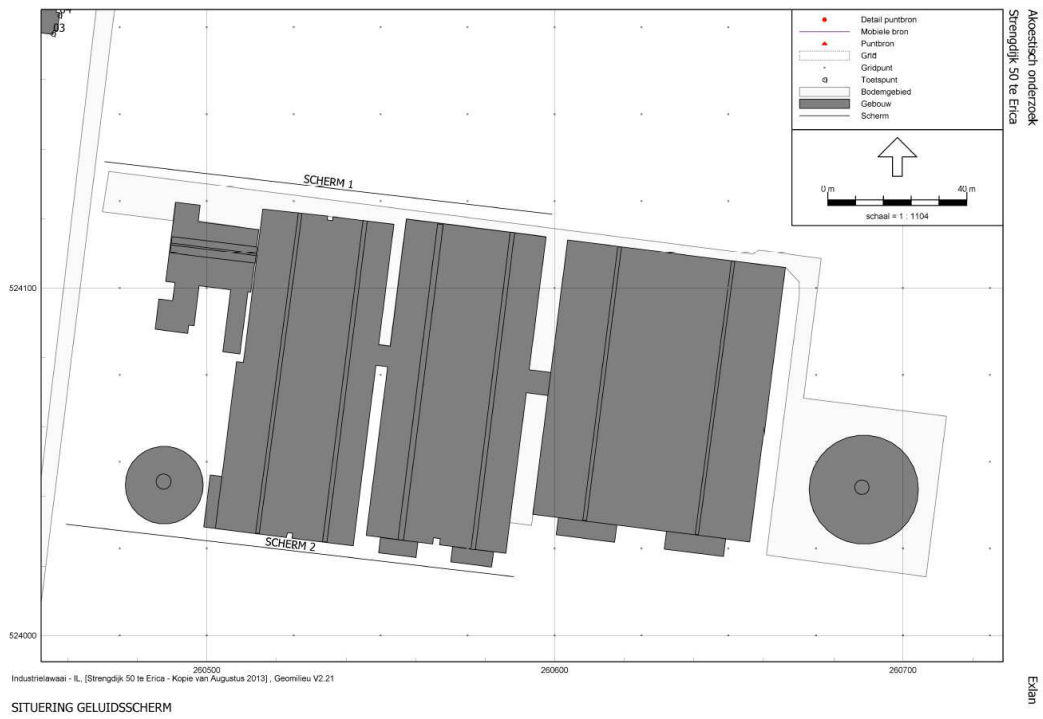 03
Detail puntbron
Mobiele bron
Puntbron
Grid
Gridpunt
Toetspunt
Bodemgebied
Gebouw
Scherm
0 m
40 m
schaal = 1 : 1104
Akoestisch onderzoek
Strengdijk 50 te Erica
SCHERM 1
524100
SCHERM 2
524000
260500
260600
260700
Industrielawaai - IL, [Strengdijk 50 te Erica - Kopie van Augustus 2013] , Geomilieu V2.21
Exlan
SITUERING GELUIDSSCHERM